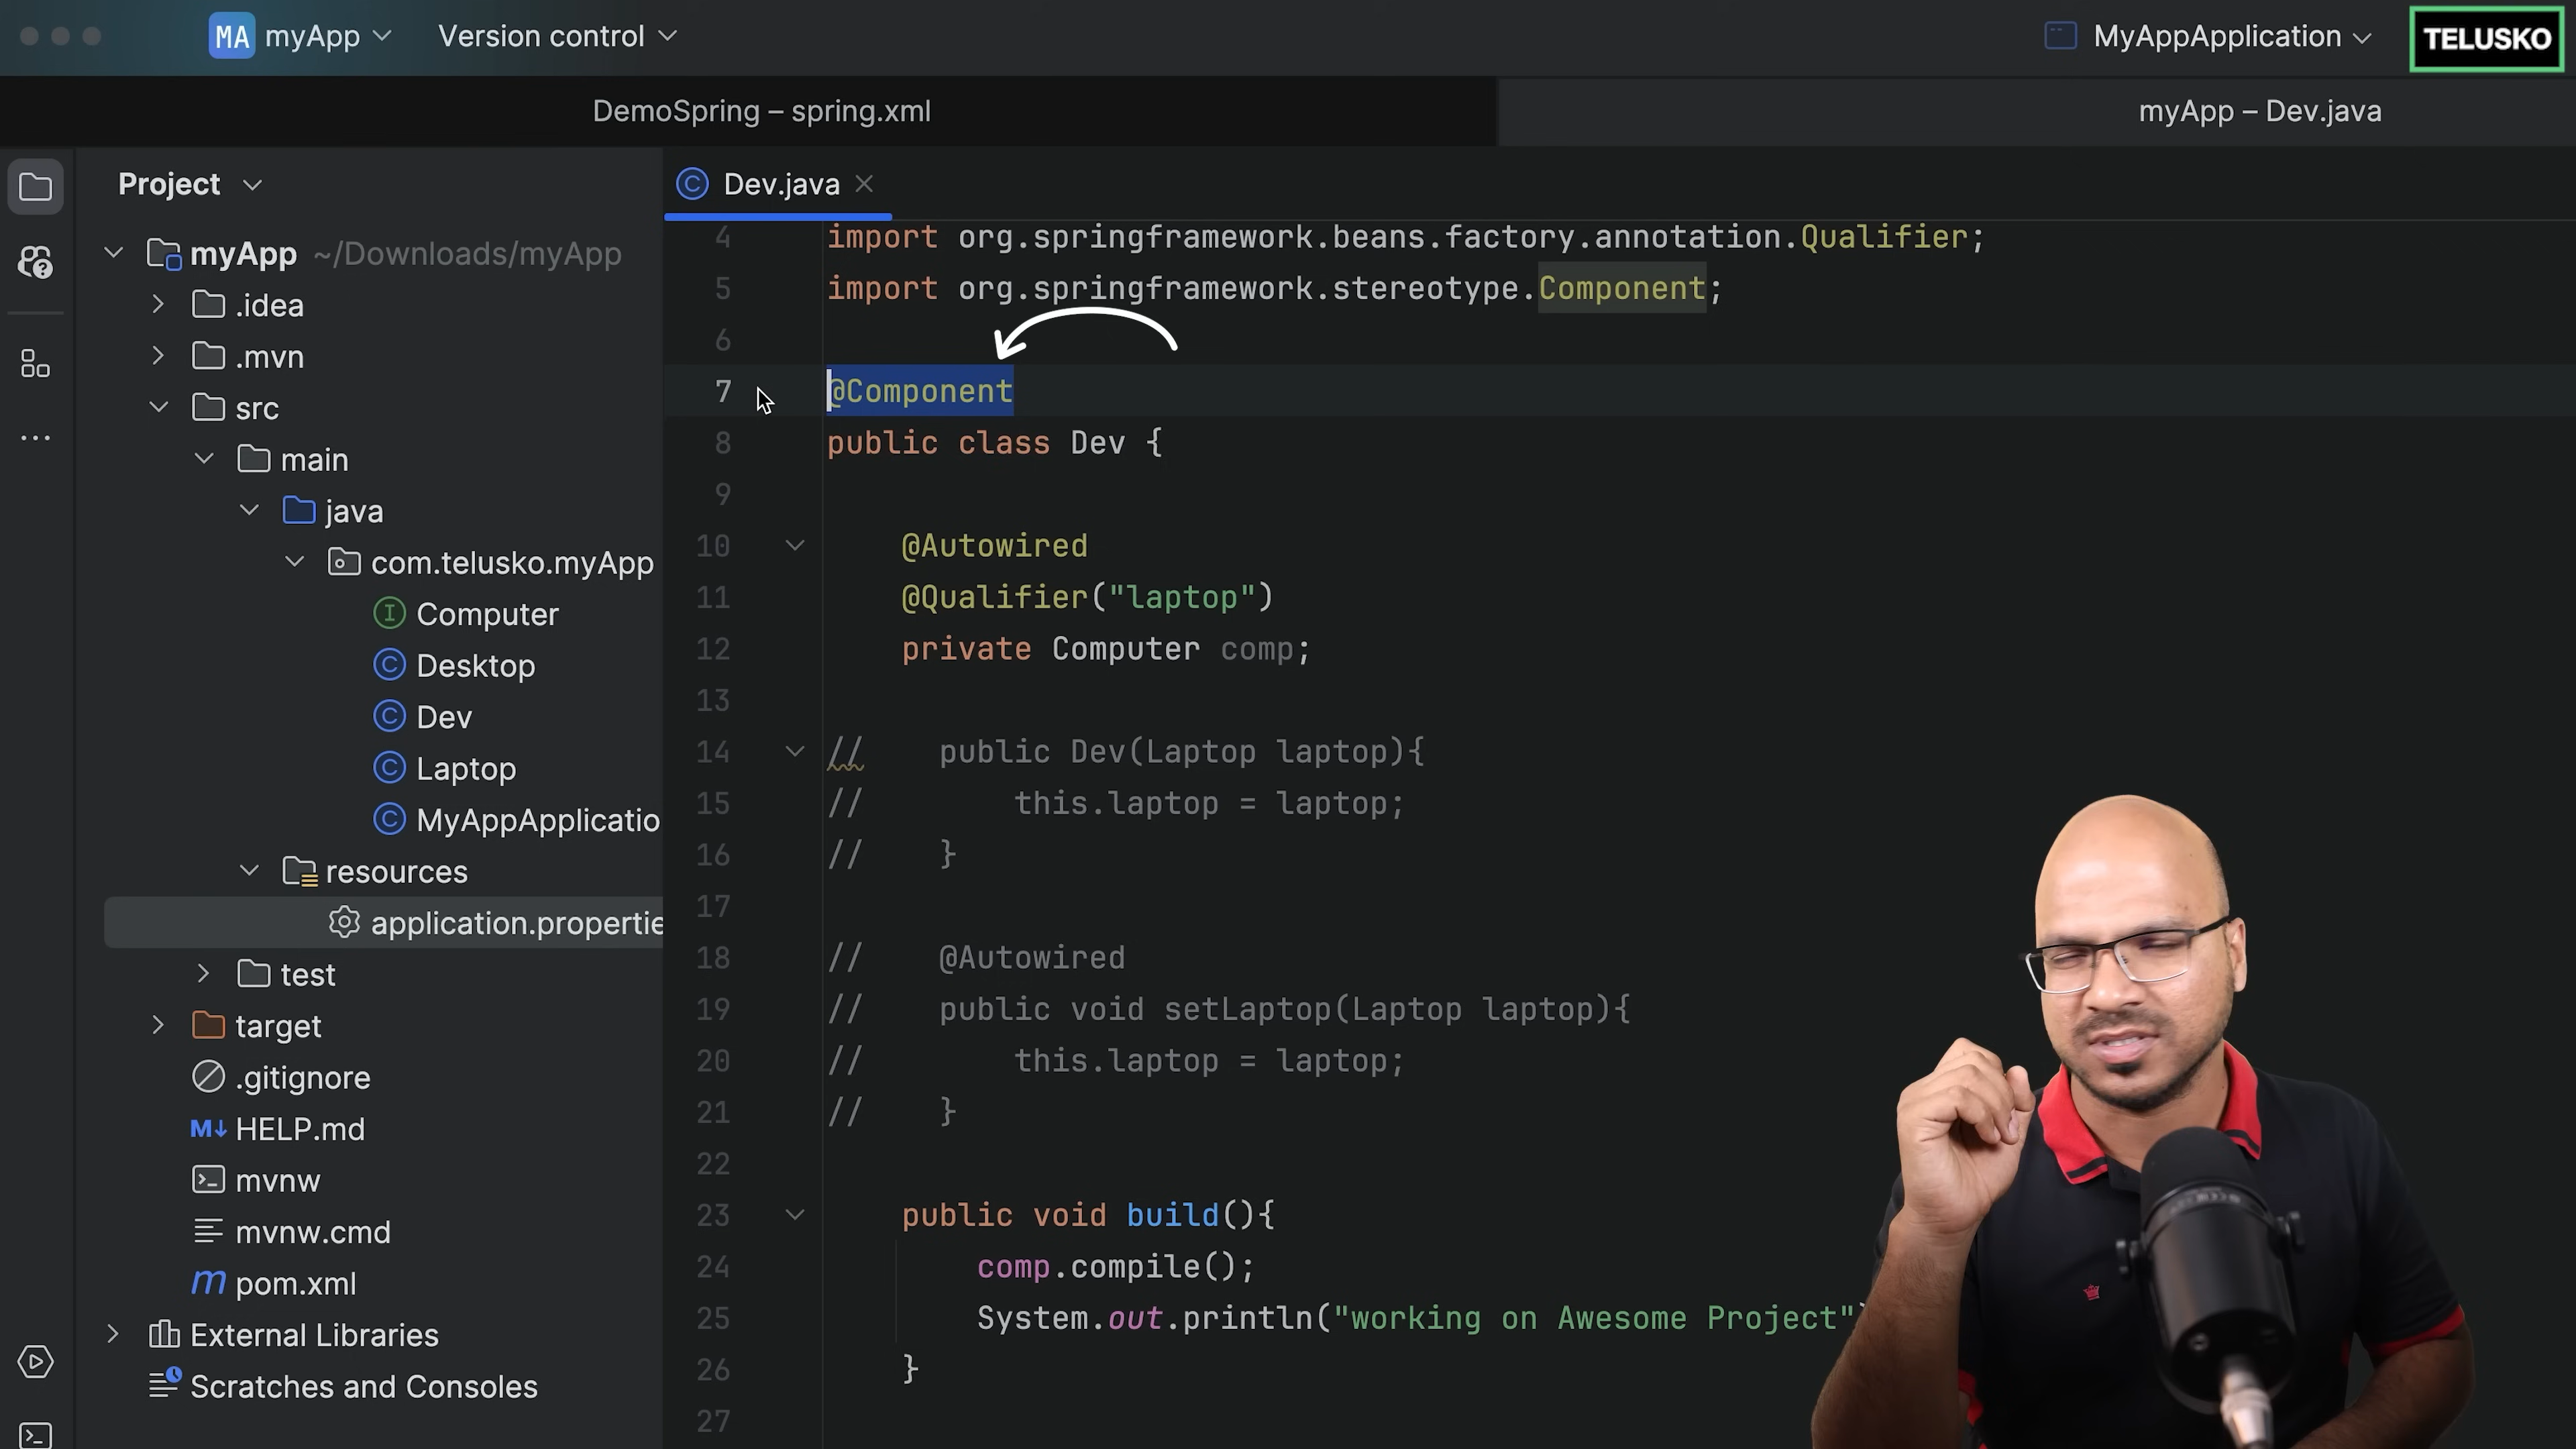 MA myApp Version control MyAppApplication TELUSKO
DemoSpring – spring.xml myApp – Dev.java
Project
myApp ~/Downloads/myApp
.idea
.mvn
src
main
java
com.telusko.myApp
Computer
Desktop
Dev
Laptop
MyAppApplicatio
resources
application.propertie
test
target
.gitignore
M↓ HELP.md
mvnw
mvnw.cmd
m pom.xml
External Libraries
Scratches and Consoles
Dev.java
4 import org.springframework.beans.factory.annotation.Qualifier;
5 import org.springframework.stereotype.Component;
6
7 @Component
8 public class Dev {
9
10 @Autowired
11 @Qualifier("laptop")
12 private Computer comp;
13
14 // public Dev(Laptop laptop){
15 // this.laptop = laptop;
16 // }
17
18 // @Autowired
19 // public void setLaptop(Laptop laptop){
20 // this.laptop = laptop;
21 // }
22
23 public void build(){
24 comp.compile();
25 System.out.println("working on Awesome Project"
26 }
27